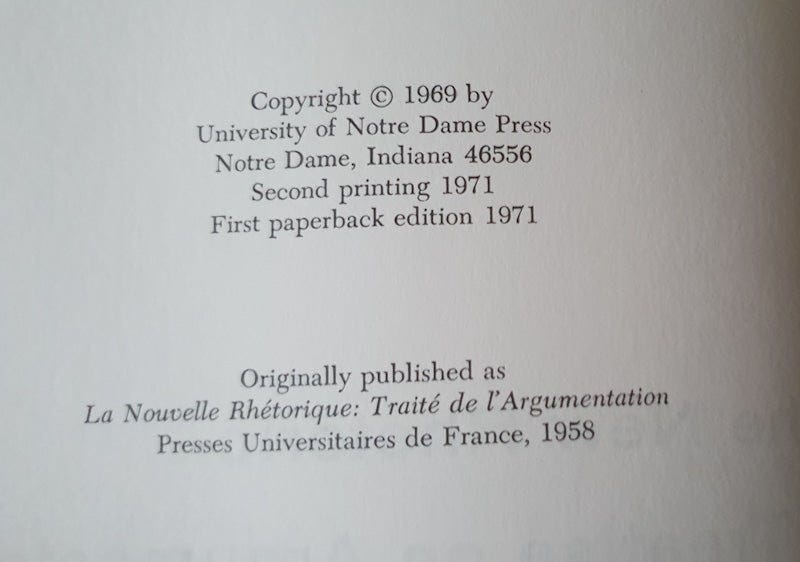 Copyright © 1969 by
University of Notre Dame Press
Notre Dame, Indiana 46556
Second printing 1971
First paperback edition 1971
Originally published as
La Nouvelle Rhétorique: Traité de l'Argumentation
Presses Universitaires de France, 1958